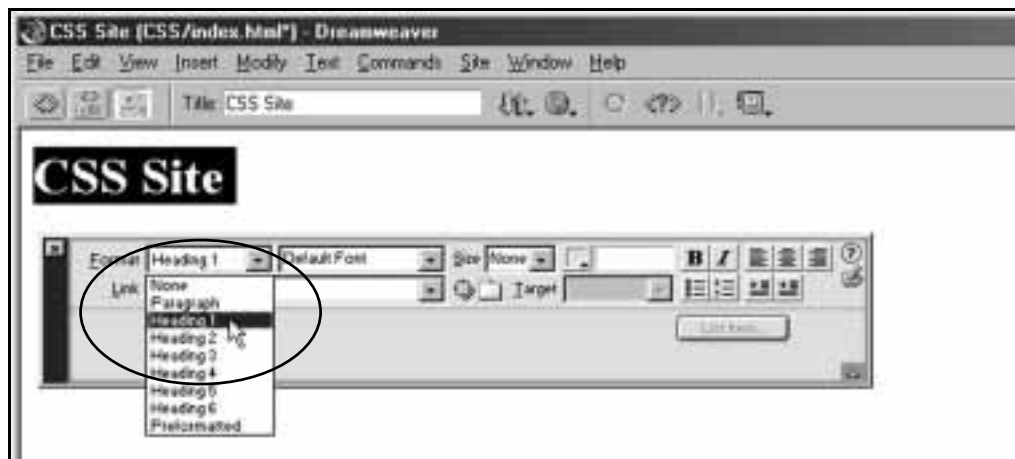 CSS Site (CSS/index.html*) - Dreamweaver
File Edit View Insert Modify Text Commands Site Window Help
Title: CSS Site
CSS Site
Format Heading 1 Default Font Size None B I
Link Target
None
Paragraph
Heading 1
Heading 2
Heading 3
Heading 4
Heading 5
Heading 6
Preformatted